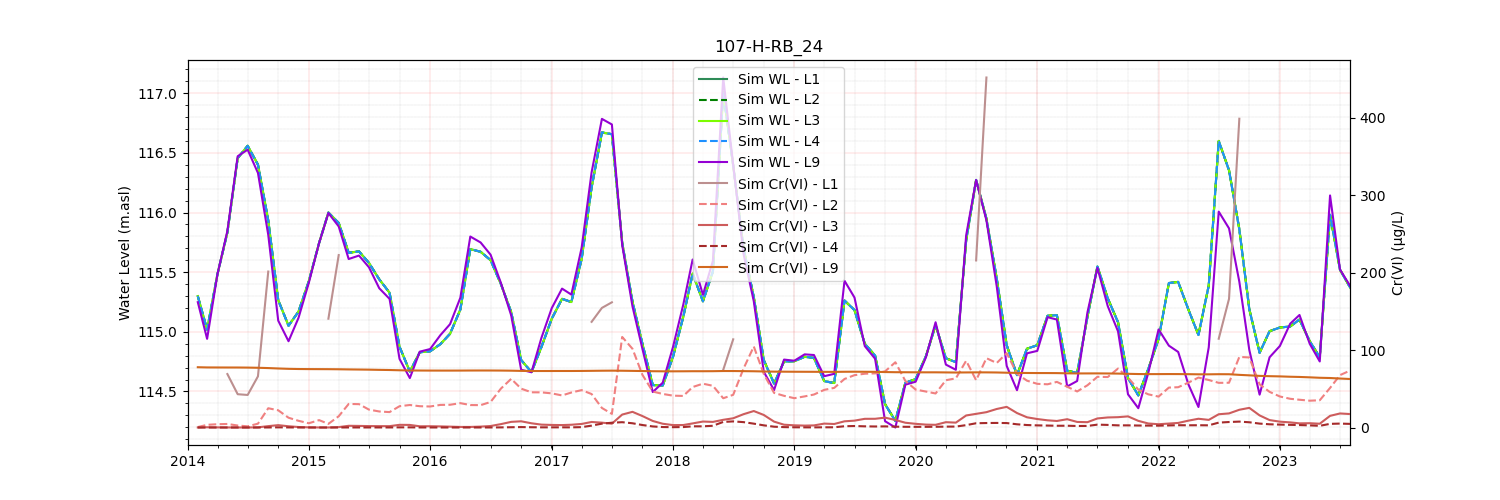 107-H-RB_24
Water Level (m.asl)
117.0
116.5
116.0
115.5
115.0
114.5
Sim WL - L1
Sim WL - L2
Sim WL - L3
Sim WL - L4
Sim WL - L9
Sim Cr(VI) - L1
Sim Cr(VI) - L2
Sim Cr(VI) - L3
Sim Cr(VI) - L4
Sim Cr(VI) - L9
400
300
200
100
0
Cr(VI) (µg/L)
2014 2015 2016 2017 2018 2019 2020 2021 2022 2023